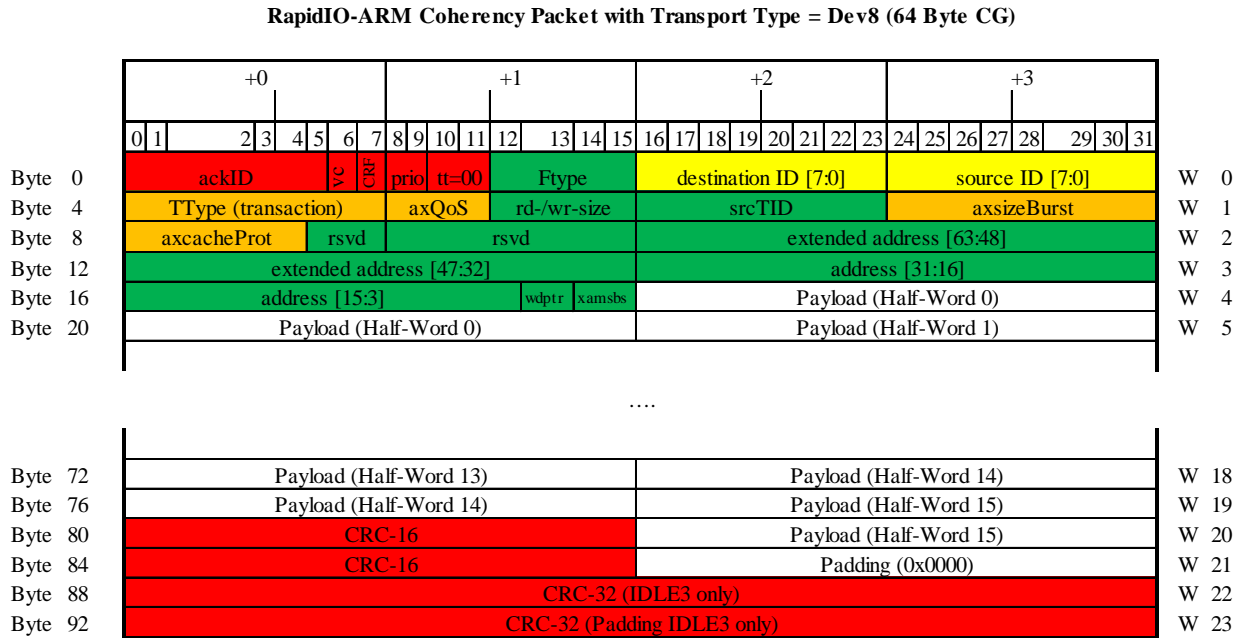 RapidIO-ARM Coherency Packet with Transport Type = Dev8 (64 Byte CG)
+0 +1 +2 +3
0 1 2 3 4 5 6 7 8 9 10 11 12 13 14 15 16 17 18 19 20 21 22 23 24 25 26 27 28 29 30 31
Byte 0 ackID VC CRF prio tt=00 Ftype destination ID [7:0] source ID [7:0] W 0
Byte 4 TType (transaction) axQoS rd-/wr-size srcTID axsizeBurst W 1
Byte 8 axcacheProt rsvd rsvd extended address [63:48] W 2
Byte 12 extended address [47:32] address [31:16] W 3
Byte 16 address [15:3] wdptr xamsbs Payload (Half-Word 0) W 4
Byte 20 Payload (Half-Word 0) Payload (Half-Word 1) W 5
....
Byte 72 Payload (Half-Word 13) Payload (Half-Word 14) W 18
Byte 76 Payload (Half-Word 14) Payload (Half-Word 15) W 19
Byte 80 CRC-16 Payload (Half-Word 15) W 20
Byte 84 CRC-16 Padding (0x0000) W 21
Byte 88 CRC-32 (IDLE3 only) W 22
Byte 92 CRC-32 (Padding IDLE3 only) W 23